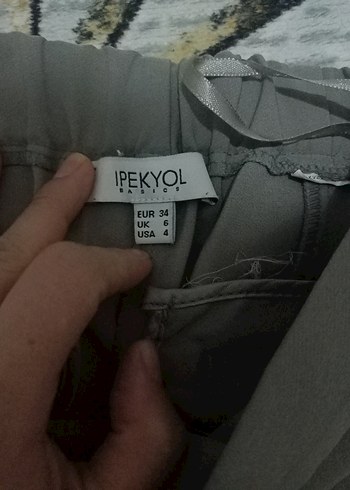 IPEKYOL
BASICS
EUR 34
UK 6
USA 4